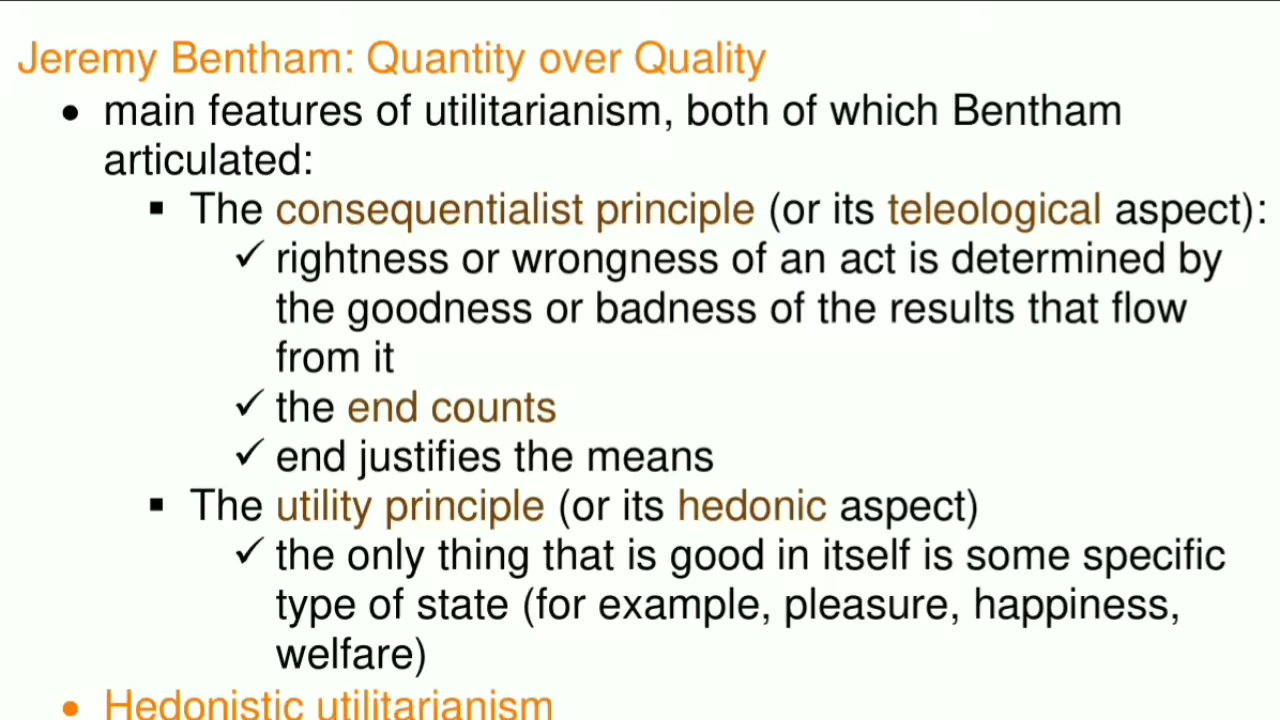 Jeremy Bentham: Quantity over Quality
• main features of utilitarianism, both of which Bentham
articulated:
▪ The consequentialist principle (or its teleological aspect):
✓ rightness or wrongness of an act is determined by
the goodness or badness of the results that flow
from it
✓ the end counts
✓ end justifies the means
▪ The utility principle (or its hedonic aspect)
✓ the only thing that is good in itself is some specific
type of state (for example, pleasure, happiness,
welfare)
• Hedonistic utilitarianism